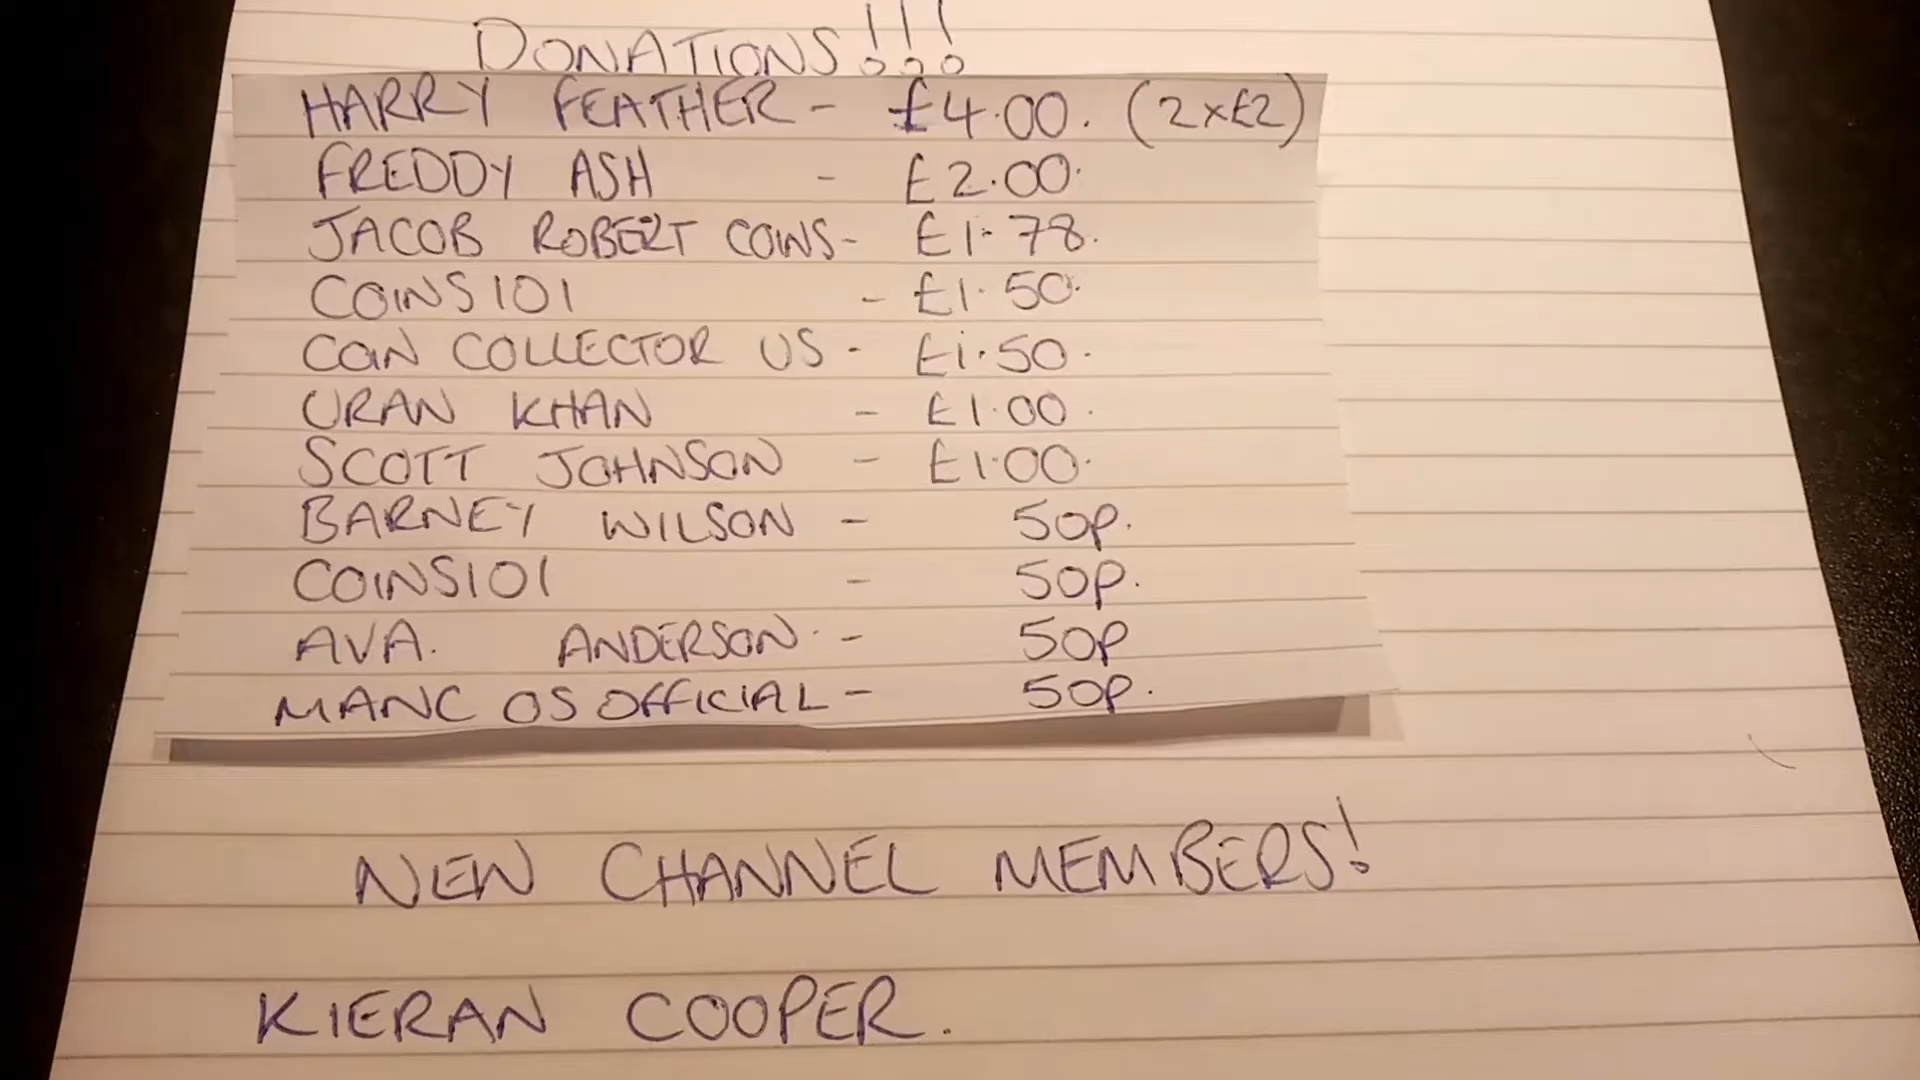 DONATIONS!!!
HARRY FEATHER - £4.00. (2x£2)
FREDDY ASH - £2.00.
JACOB ROBERT COINS - £1.78.
COINS101 - £1.50.
COIN COLLECTOR US - £1.50.
URAN KHAN - £1.00.
SCOTT JOHNSON - £1.00.
BARNEY WILSON - 50p.
COINS101 - 50p.
AVA. ANDERSON - 50p
MANC OS OFFICIAL - 50p.
NEW CHANNEL MEMBERS!
KIERAN COOPER.